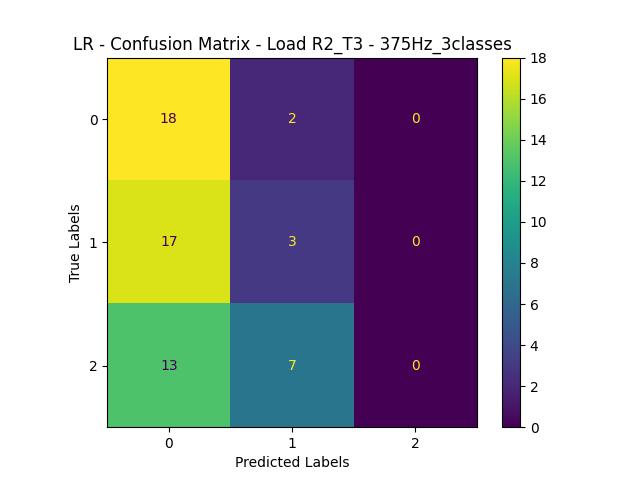 LR - Confusion Matrix - Load R2_T3 - 375Hz_3classes
18
16
14
12
10
8
6
4
2
0
True Labels
0
18 2 0
1
17 3 0
2
13 7 0
0 1 2
Predicted Labels